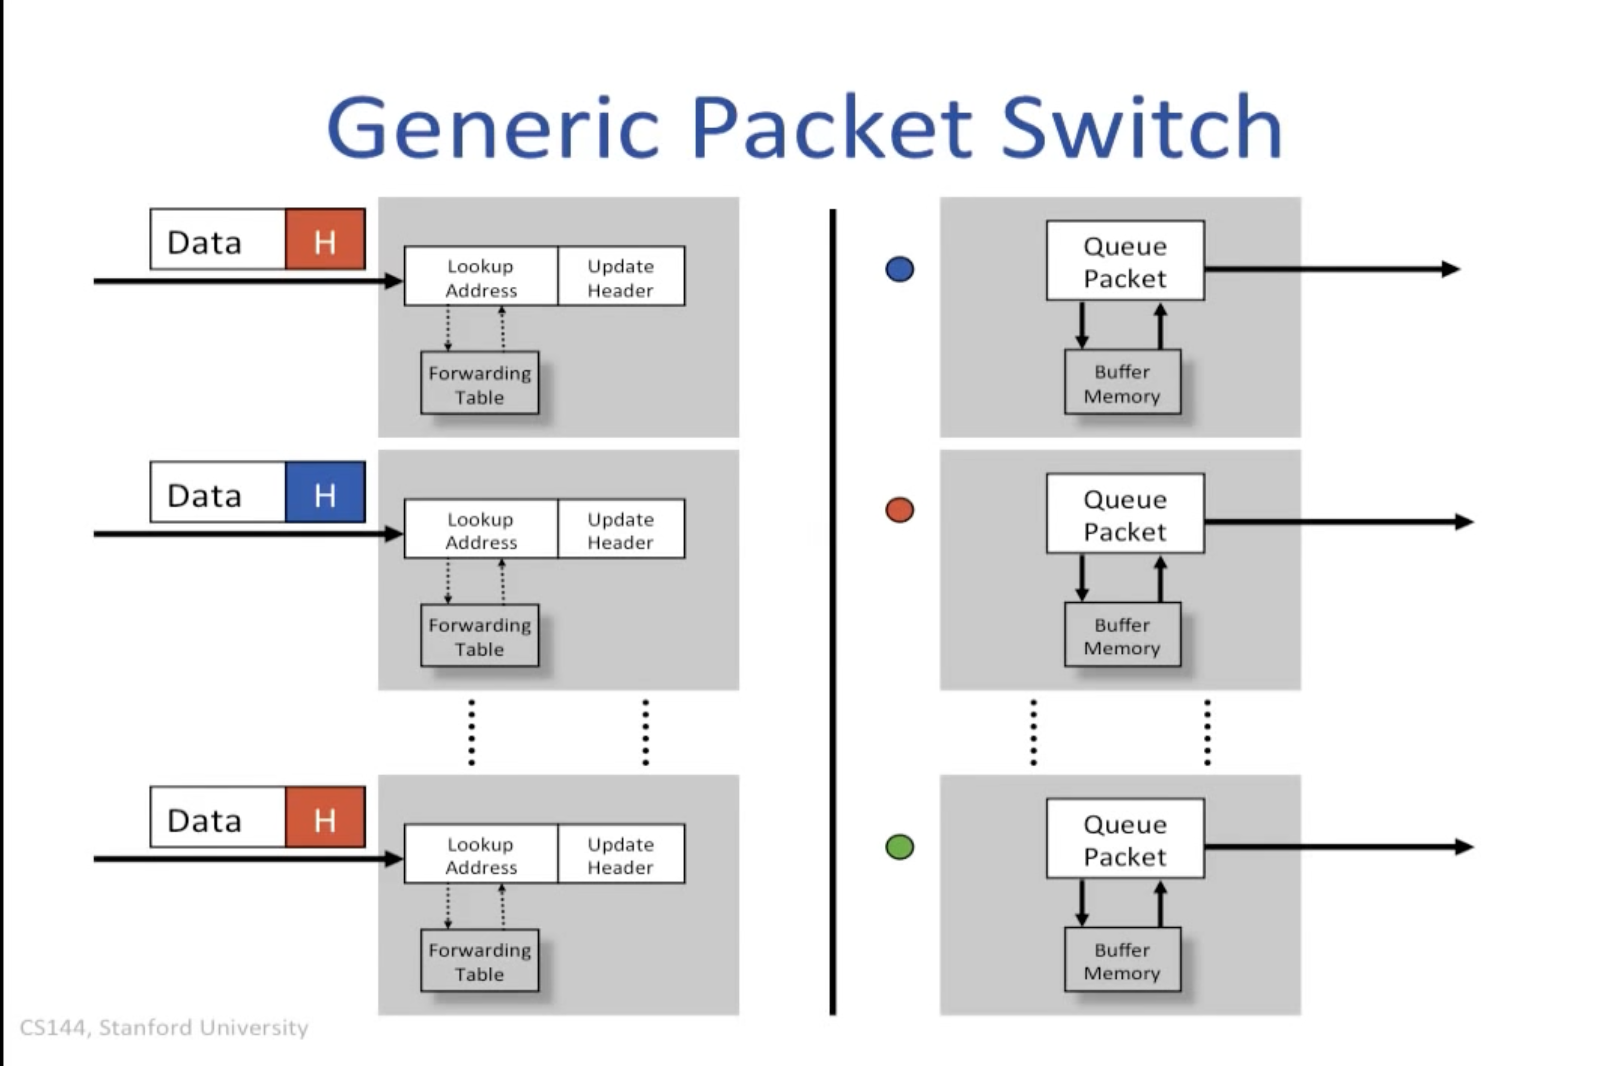 Generic Packet Switch
Data H
Lookup Update
Address Header
Forwarding
Table
Queue
Packet
Buffer
Memory
Data H
Lookup Update
Address Header
Forwarding
Table
Queue
Packet
Buffer
Memory
Data H
Lookup Update
Address Header
Forwarding
Table
Queue
Packet
Buffer
Memory
CS144, Stanford University